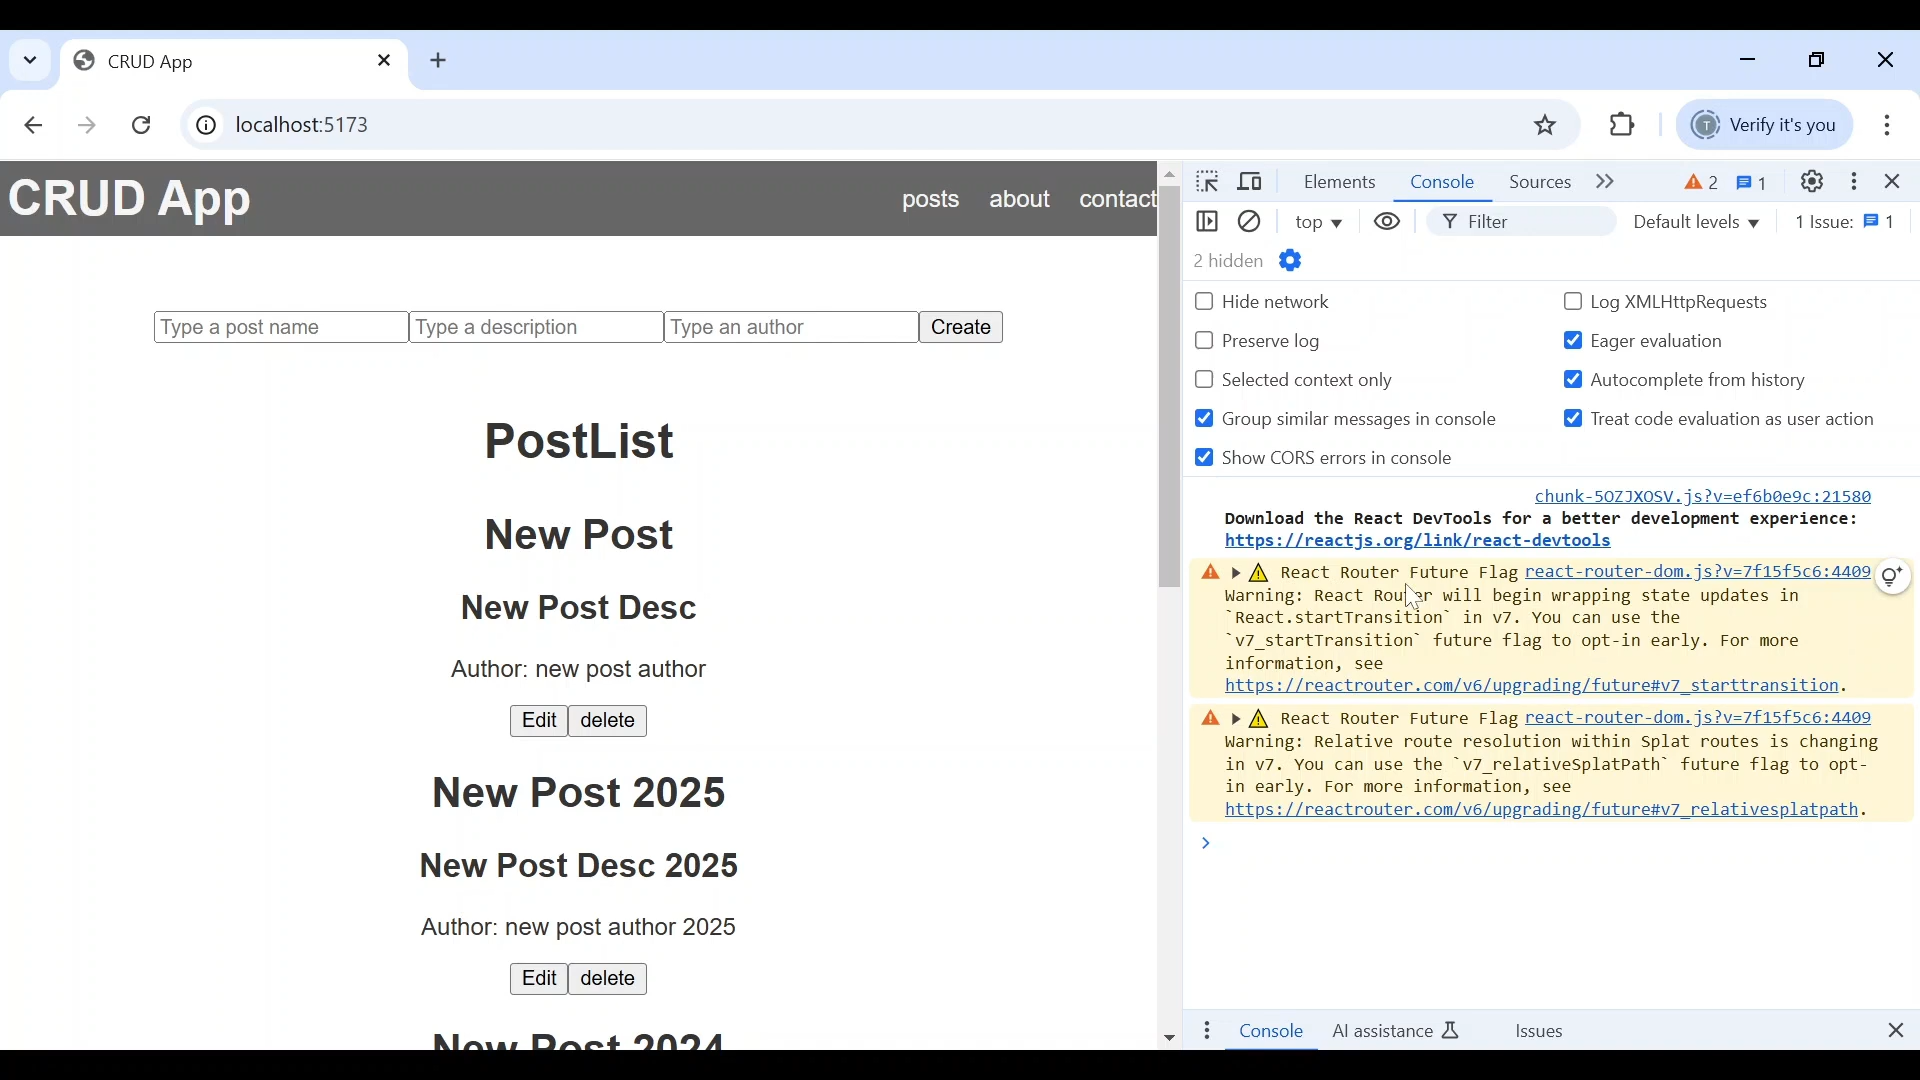 CRUD App
localhost:5173
Verify it's you
CRUD App
posts about contact
Type a post name Type a description Type an author Create
PostList
New Post
New Post Desc
Author: new post author
Edit delete
New Post 2025
New Post Desc 2025
Author: new post author 2025
Edit delete
New Post 2024
Elements Console Sources 2 1
top Filter Default levels 1 Issue: 1
2 hidden
Hide network Log XMLHttpRequests
Preserve log Eager evaluation
Selected context only Autocomplete from history
Group similar messages in console Treat code evaluation as user action
Show CORS errors in console
chunk-5OZJXOSV.js?v=ef6b0e9c:21580
Download the React DevTools for a better development experience:
https://reactjs.org/link/react-devtools
React Router Future Flag react-router-dom.js?v=7f15f5c6:4409
Warning: React Router will begin wrapping state updates in
`React.startTransition` in v7. You can use the
`v7_startTransition` future flag to opt-in early. For more
information, see
https://reactrouter.com/v6/upgrading/future#v7_starttransition.
React Router Future Flag react-router-dom.js?v=7f15f5c6:4409
Warning: Relative route resolution within Splat routes is changing
in v7. You can use the `v7_relativeSplatPath` future flag to opt-
in early. For more information, see
https://reactrouter.com/v6/upgrading/future#v7_relativesplatpath.
Console AI assistance Issues